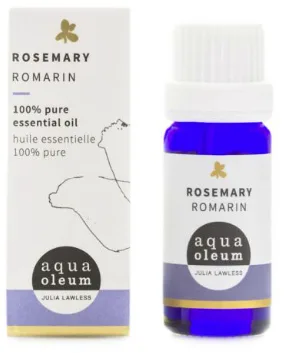 ROSEMARY
ROMARIN
100% pure
essential oil
huile essentielle
100% pure
aqua
oleum
JULIA LAWLESS
ROSEMARY
ROMARIN
aqua
oleum
JULIA LAWLESS